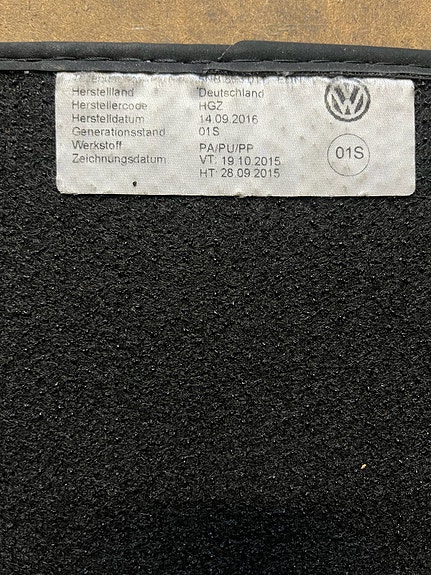 Herstellland Deutschland
Herstellercode HGZ
Herstelldatum 14.09.2016
Generationsstand 01S
Werkstoff PA/PU/PP
Zeichnungsdatum VT: 19.10.2015
HT: 28.09.2015
VW
01S